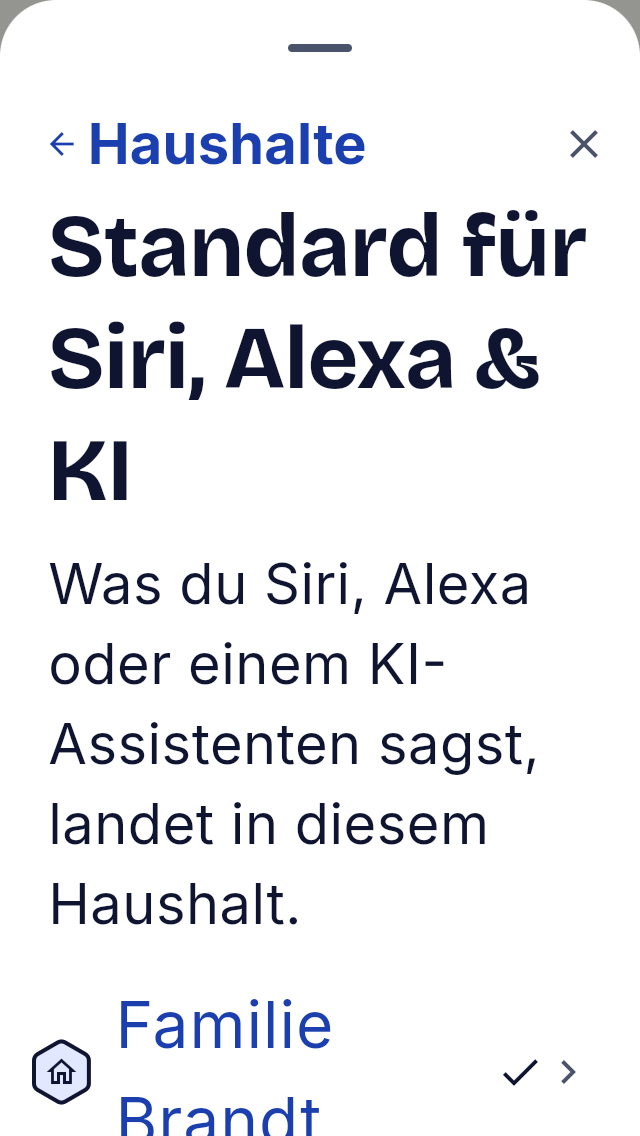 Haushalte
Standard für
Siri, Alexa &
KI
Was du Siri, Alexa
oder einem KI-
Assistenten sagst,
landet in diesem
Haushalt.
Familie
Brandt